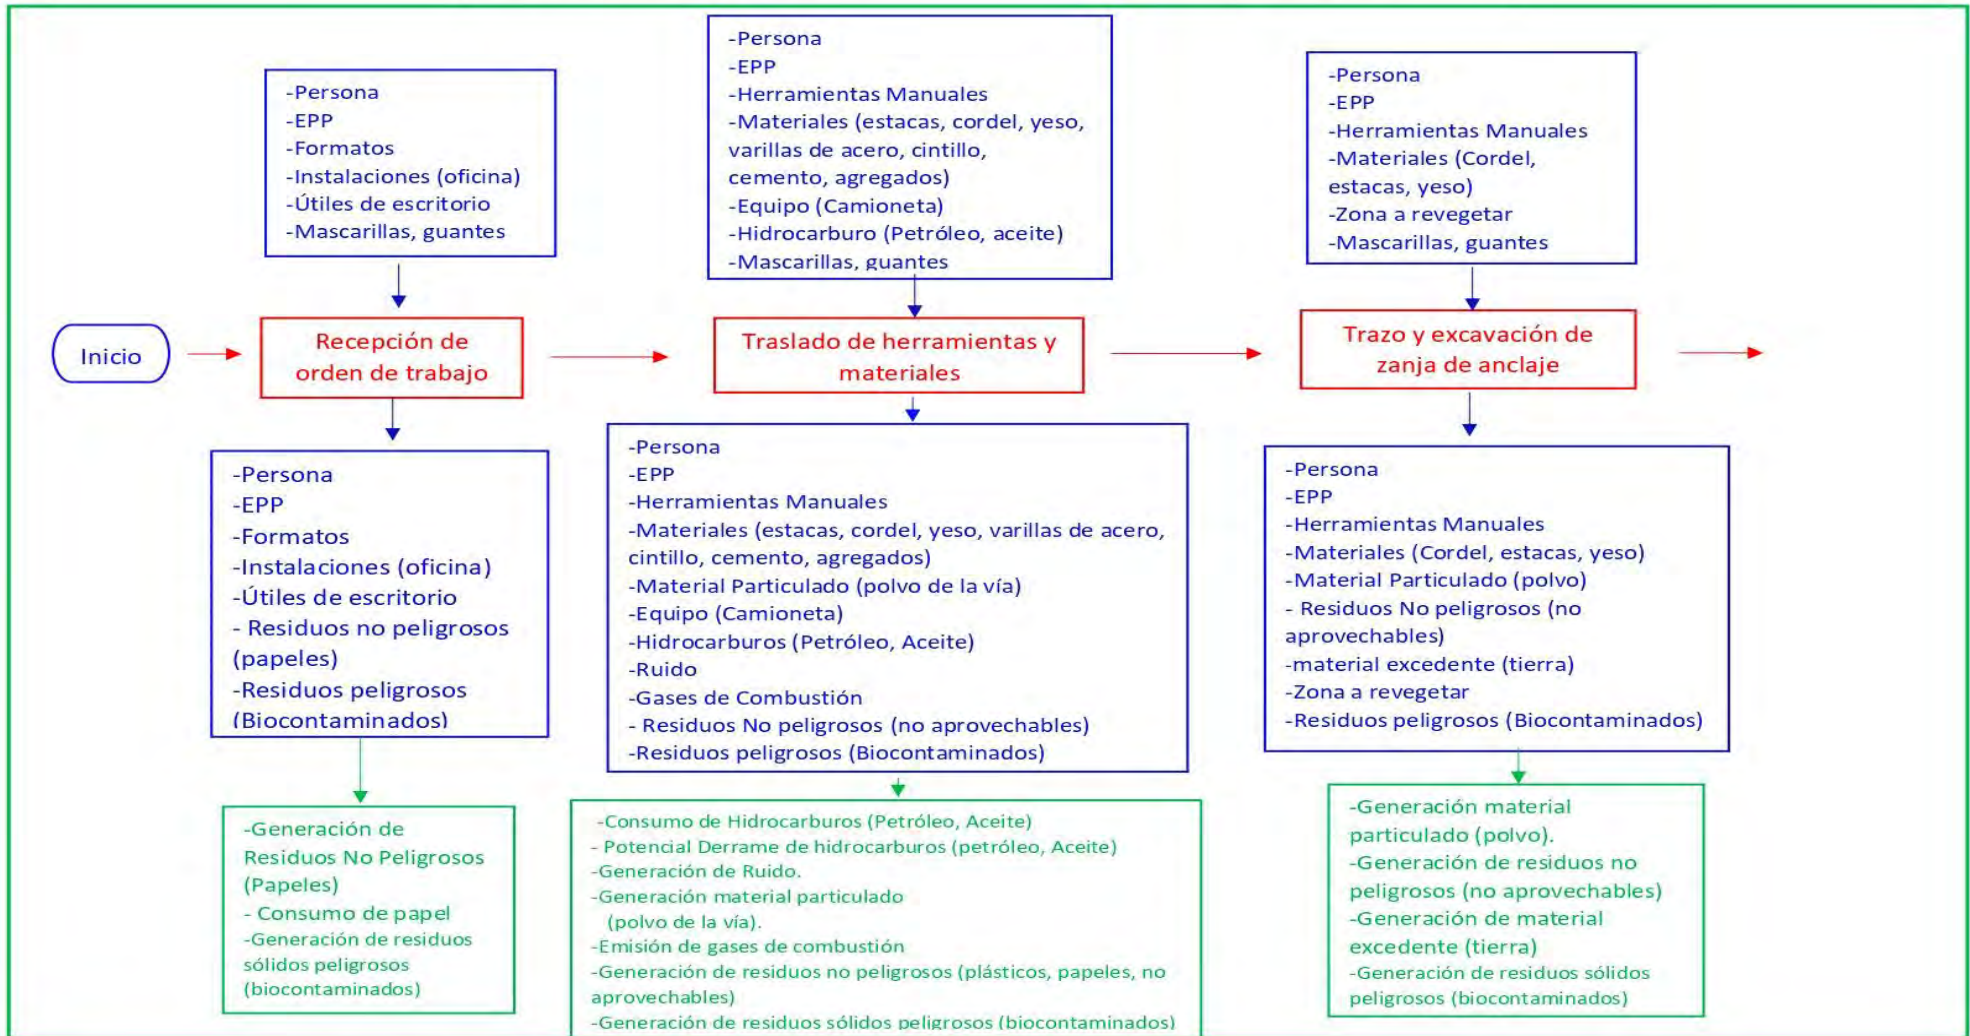 -Persona
-EPP
-Formatos
-Instalaciones (oficina)
-Útiles de escritorio
-Mascarillas, guantes
-Persona
-EPP
-Herramientas Manuales
-Materiales (estacas, cordel, yeso,
varillas de acero, cintillo,
cemento, agregados)
-Equipo (Camioneta)
-Hidrocarburo (Petróleo, aceite)
-Mascarillas, guantes
-Persona
-EPP
-Herramientas Manuales
-Materiales (Cordel,
estacas, yeso)
-Zona a revegetar
-Mascarillas, guantes
Inicio
Recepción de
orden de trabajo
Traslado de herramientas y
materiales
Trazo y excavación de
zanja de anclaje
-Persona
-EPP
-Formatos
-Instalaciones (oficina)
-Útiles de escritorio
- Residuos no peligrosos
(papeles)
-Residuos peligrosos
(Biocontaminados)
-Persona
-EPP
-Herramientas Manuales
-Materiales (estacas, cordel, yeso, varillas de acero,
cintillo, cemento, agregados)
-Material Particulado (polvo de la vía)
-Equipo (Camioneta)
-Hidrocarburos (Petróleo, Aceite)
-Ruido
-Gases de Combustión
- Residuos No peligrosos (no aprovechables)
-Residuos peligrosos (Biocontaminados)
-Persona
-EPP
-Herramientas Manuales
-Materiales (Cordel, estacas, yeso)
-Material Particulado (polvo)
- Residuos No peligrosos (no
aprovechables)
-material excedente (tierra)
-Zona a revegetar
-Residuos peligrosos (Biocontaminados)
-Generación de
Residuos No Peligrosos
(Papeles)
- Consumo de papel
-Generación de residuos
sólidos peligrosos
(biocontaminados)
-Consumo de Hidrocarburos (Petróleo, Aceite)
- Potencial Derrame de hidrocarburos (petróleo, Aceite)
-Generación de Ruido.
-Generación material particulado
(polvo de la vía).
-Emisión de gases de combustión
-Generación de residuos no peligrosos (plásticos, papeles, no
aprovechables)
-Generación de residuos sólidos peligrosos (biocontaminados)
-Generación material
particulado (polvo).
-Generación de residuos no
peligrosos (no aprovechables)
-Generación de material
excedente (tierra)
-Generación de residuos sólidos
peligrosos (biocontaminados)